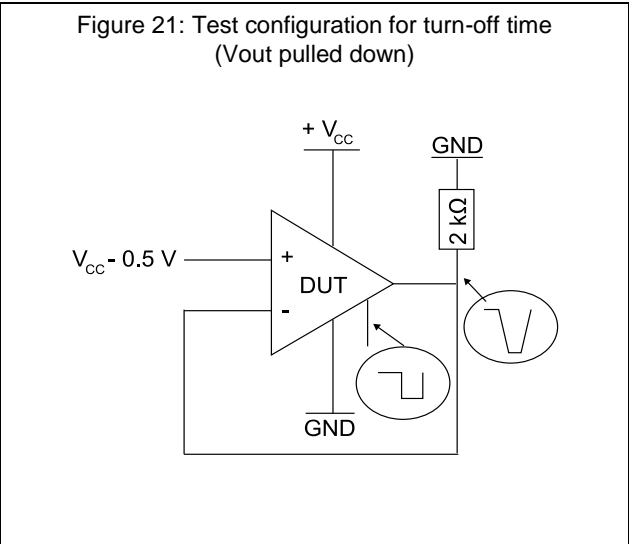 Figure 21: Test configuration for turn-off time
(Vout pulled down)
+ Vcc
GND
2 kΩ
Vcc - 0.5 V
+
DUT
-
GND